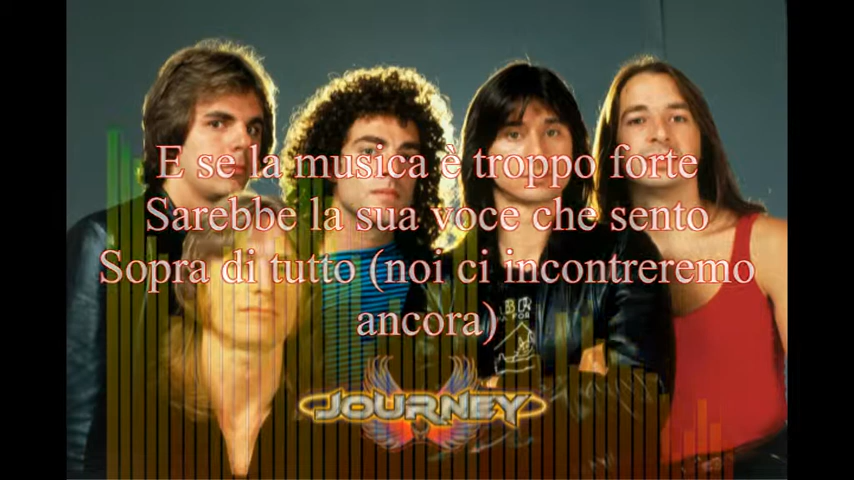 E se la musica è troppo forte
Sarebbe la sua voce che sento
Sopra di tutto (noi ci incontreremo
ancora)
JOURNEY